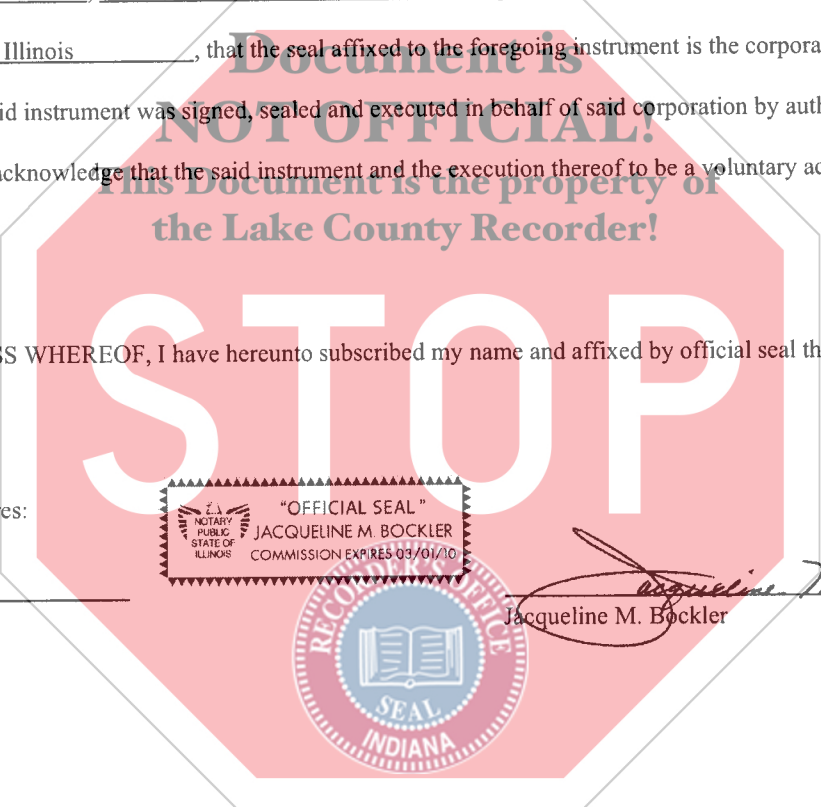 Illinois , that the seal affixed to the foregoing instrument is the corpora
Document is
id instrument was signed, sealed and executed in behalf of said corporation by auth
NOT OFFICIAL!
acknowledge that the said instrument and the execution thereof to be a voluntary ac
This Document is the property of
the Lake County Recorder!
SS WHEREOF, I have hereunto subscribed my name and affixed by official seal th
STOP
res:
NOTARY
PUBLIC
STATE OF
ILLINOIS
"OFFICIAL SEAL"
JACQUELINE M. BOCKLER
COMMISSION EXPIRES 03/01/10
Jacqueline
Jacqueline M. Bockler
RECORDER'S OFFICE
SEAL
INDIANA